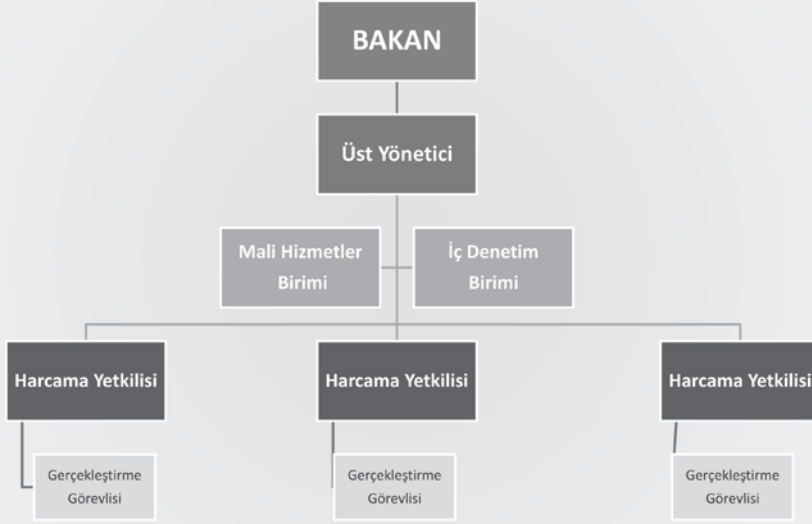 BAKAN
Üst Yönetici
Mali Hizmetler
Birimi
İç Denetim
Birimi
Harcama Yetkilisi
Harcama Yetkilisi
Harcama Yetkilisi
Gerçekleştirme
Görevlisi
Gerçekleştirme
Görevlisi
Gerçekleştirme
Görevlisi